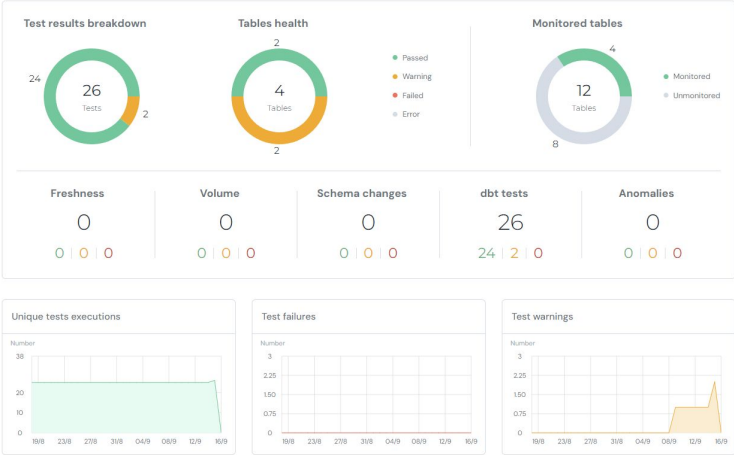 Test results breakdown
Tables health
Monitored tables
24
26
Tests
2
2
4
Tables
2
Passed
Warning
Failed
Error
4
12
Tables
8
Monitored
Unmonitored
Freshness
Volume
Schema changes
dbt tests
Anomalies
0
0
0
26
0
0 | 0 | 0
0 | 0 | 0
0 | 0 | 0
24 | 2 | 0
0 | 0 | 0
Unique tests executions
Number
38
20
10
0
19/8 23/8 27/8 31/8 04/9 08/9 12/9 16/9
Test failures
Number
3
2.25
1.50
0.75
0
19/8 23/8 27/8 31/8 04/9 08/9 12/9 16/9
Test warnings
Number
3
2.25
1.50
0.75
0
19/8 23/8 27/8 31/8 04/9 08/9 12/9 16/9